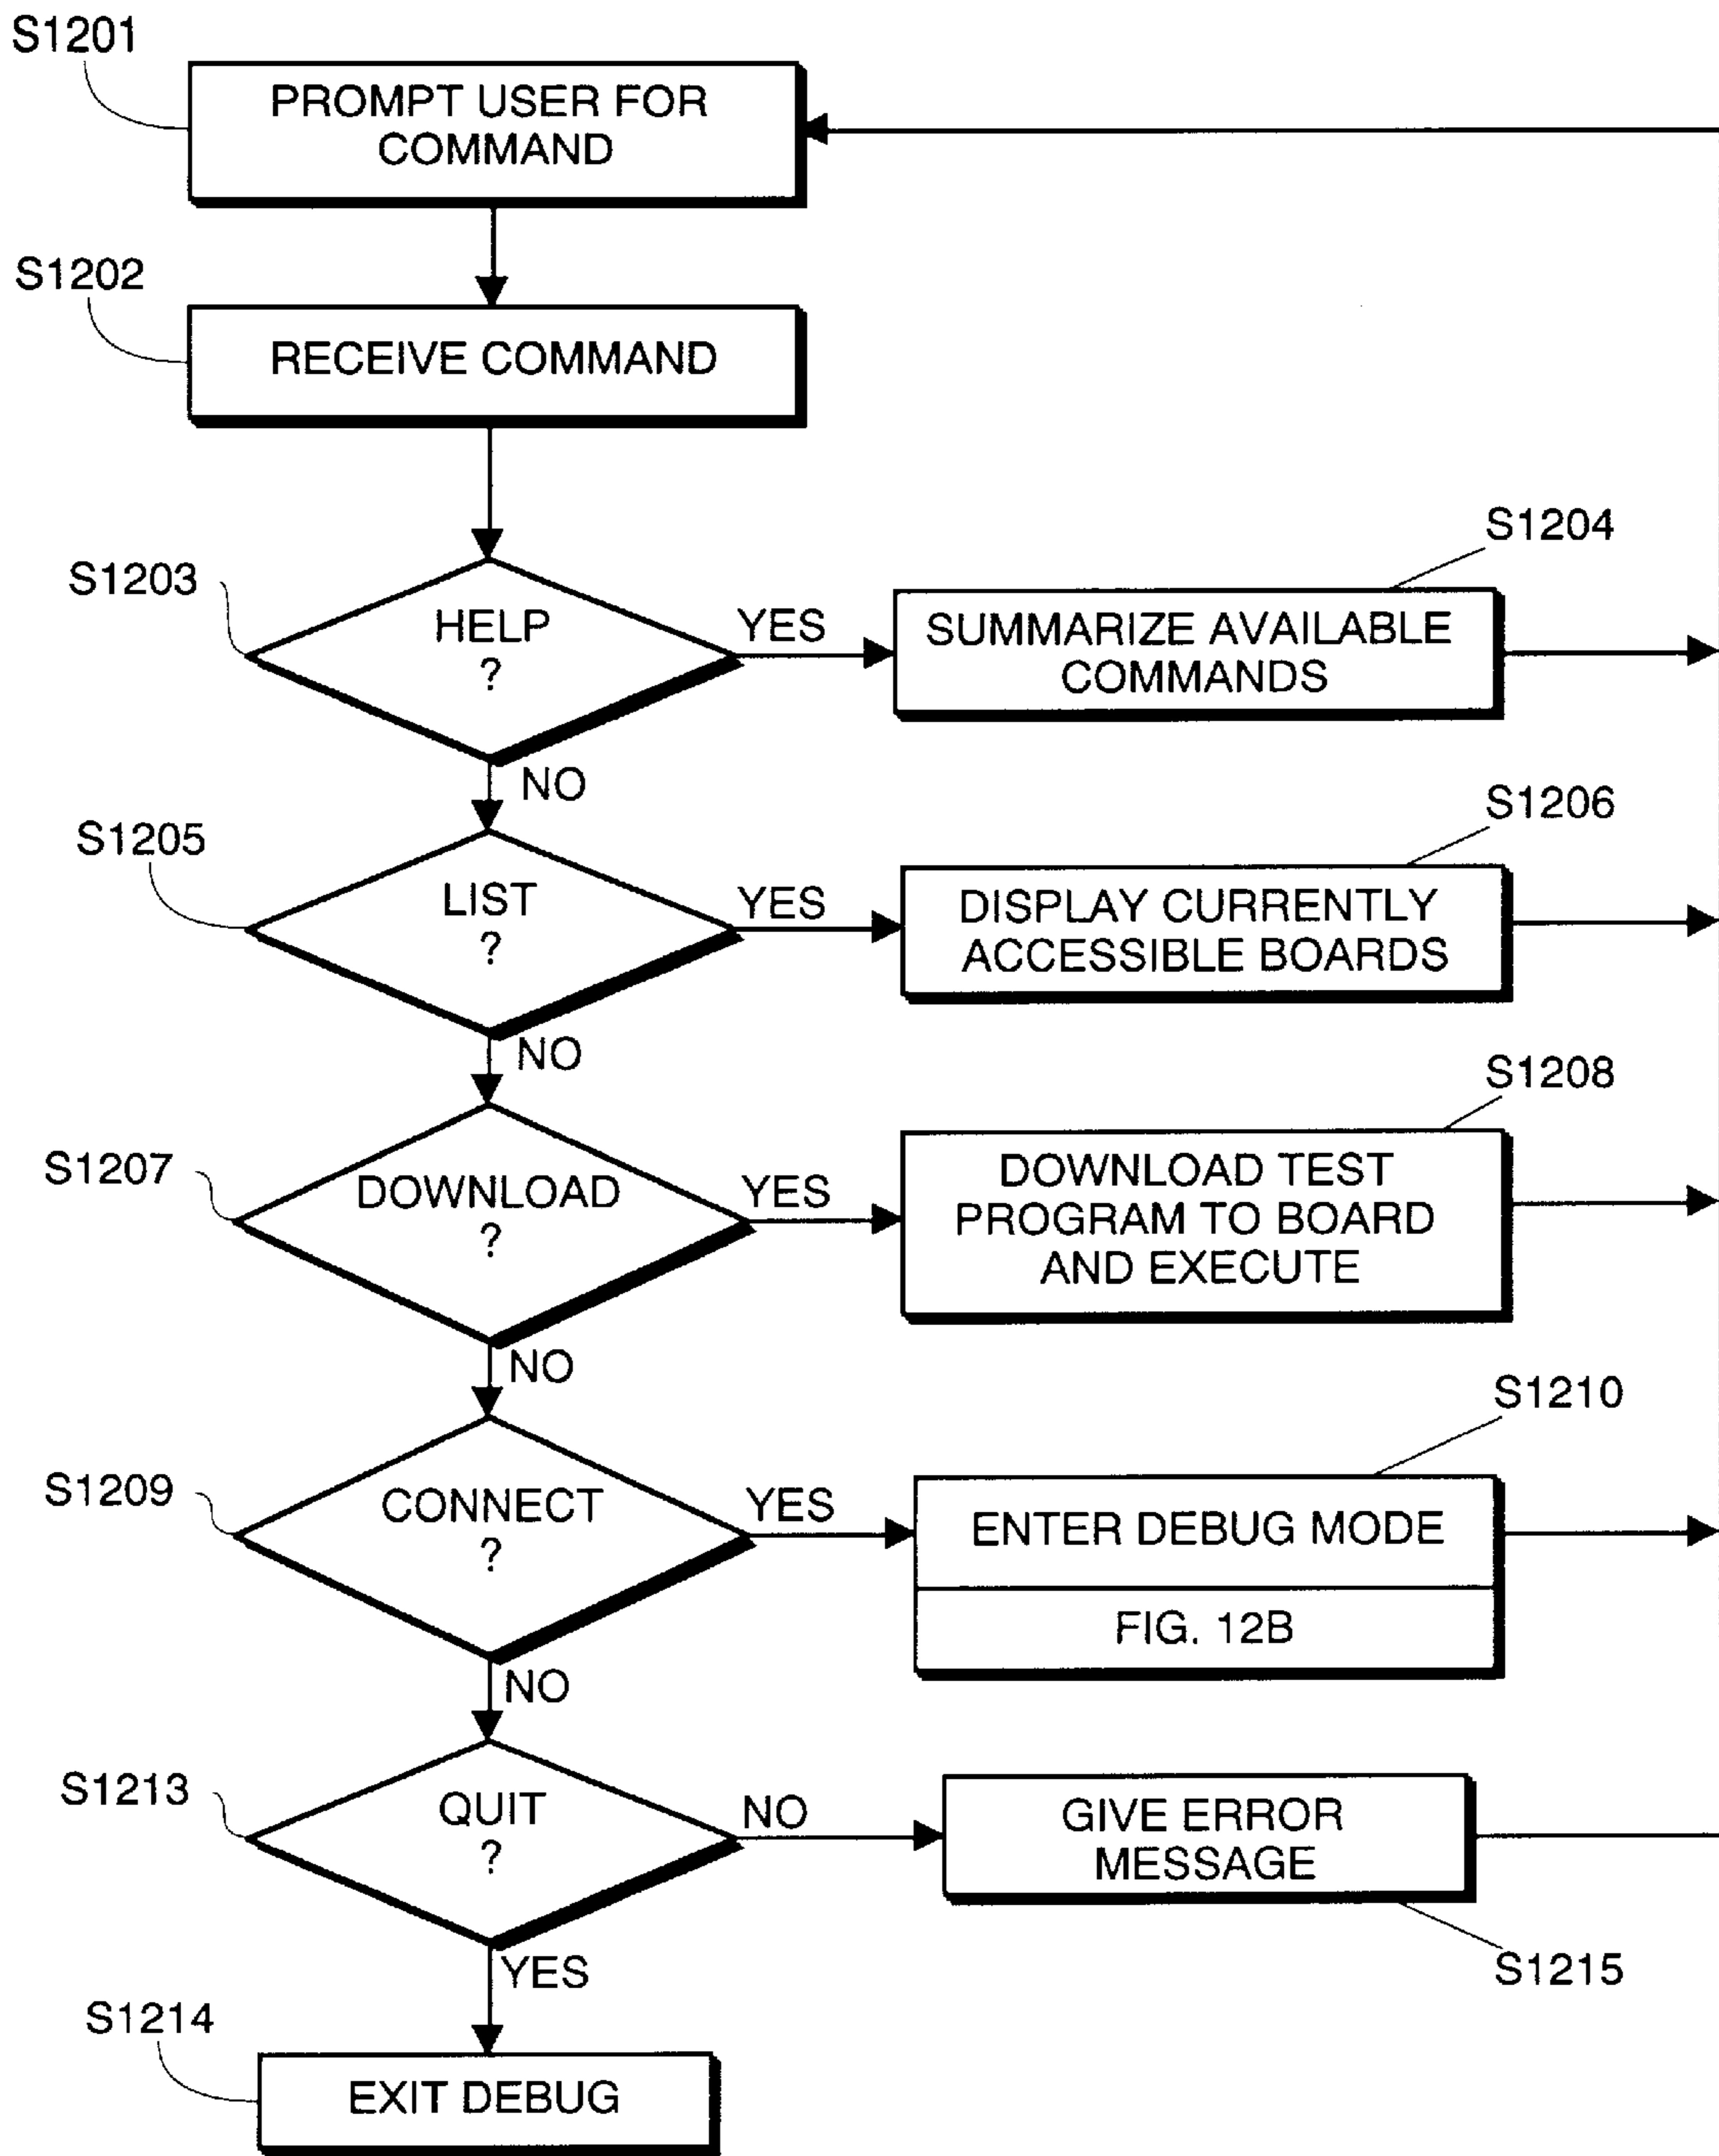 S1201
PROMPT USER FOR
COMMAND
S1202
RECEIVE COMMAND
S1203
HELP
?
YES
S1204
SUMMARIZE AVAILABLE
COMMANDS
NO
S1205
LIST
?
YES
S1206
DISPLAY CURRENTLY
ACCESSIBLE BOARDS
NO
S1207
DOWNLOAD
?
YES
S1208
DOWNLOAD TEST
PROGRAM TO BOARD
AND EXECUTE
NO
S1209
CONNECT
?
YES
S1210
ENTER DEBUG MODE
FIG. 12B
NO
S1213
QUIT
?
NO
GIVE ERROR
MESSAGE
S1215
YES
S1214
EXIT DEBUG